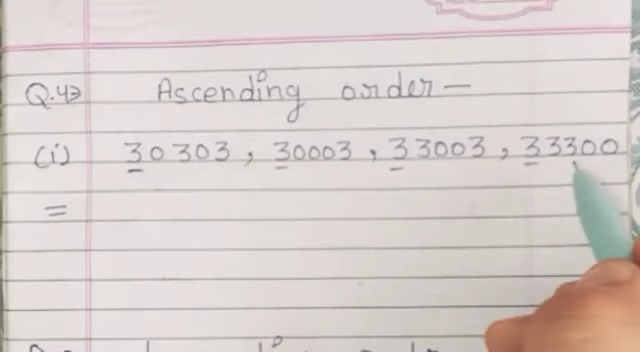 Q.4) Ascending order —
(i) 30303, 30003, 33003, 33300
=